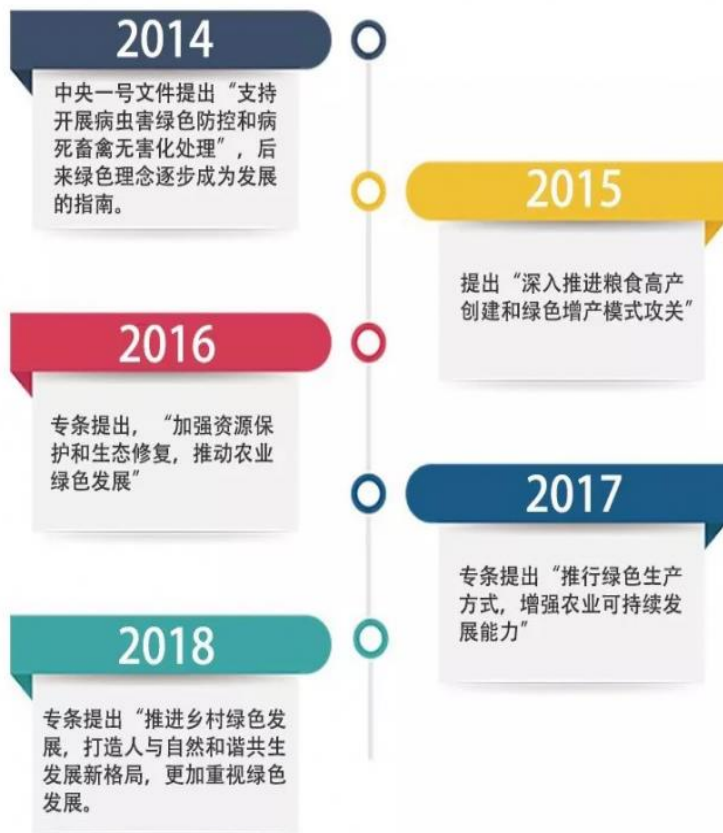 2014
中央一号文件提出“支持
开展病虫害绿色防控和病
死畜禽无害化处理”，后
来绿色理念逐步成为发展
的指南。
2015
提出“深入推进粮食高产
创建和绿色增产模式攻关”
2016
专条提出，“加强资源保
护和生态修复，推动农业
绿色发展”
2017
专条提出“推行绿色生产
方式，增强农业可持续发
展能力”
2018
专条提出“推进乡村绿色发
展，打造人与自然和谐共生
发展新格局，更加重视绿色
发展。